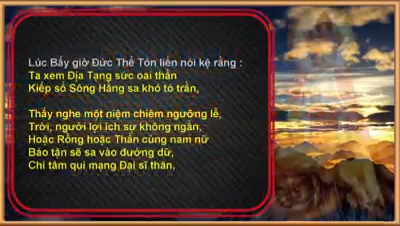 Lúc Bấy giờ Đức Thế Tôn liền nói kệ rằng :
Ta xem Địa Tạng sức oai thần
Kiếp số Sông Hằng sa khó tỏ trần,
Thấy nghe một niệm chiêm ngưỡng lễ,
Trời, người lợi ích sự không ngằn,
Hoặc Rồng hoặc Thần cùng nam nữ
Báo tận sẽ sa vào đường dữ,
Chí tâm qui mạng Đại sĩ thân,